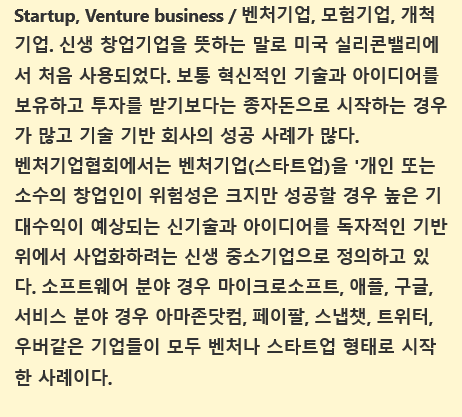 Startup, Venture business / 벤처기업, 모험기업, 개척
기업. 신생 창업기업을 뜻하는 말로 미국 실리콘밸리에
서 처음 사용되었다. 보통 혁신적인 기술과 아이디어를
보유하고 투자를 받기보다는 종자돈으로 시작하는 경우
가 많고 기술 기반 회사의 성공 사례가 많다.
벤처기업협회에서는 벤처기업(스타트업)을 '개인 또는
소수의 창업인이 위험성은 크지만 성공할 경우 높은 기
대수익이 예상되는 신기술과 아이디어를 독자적인 기반
위에서 사업화하려는 신생 중소기업으로 정의하고 있
다. 소프트웨어 분야 경우 마이크로소프트, 애플, 구글,
서비스 분야 경우 아마존닷컴, 페이팔, 스냅챗, 트위터,
우버같은 기업들이 모두 벤처나 스타트업 형태로 시작
한 사례이다.